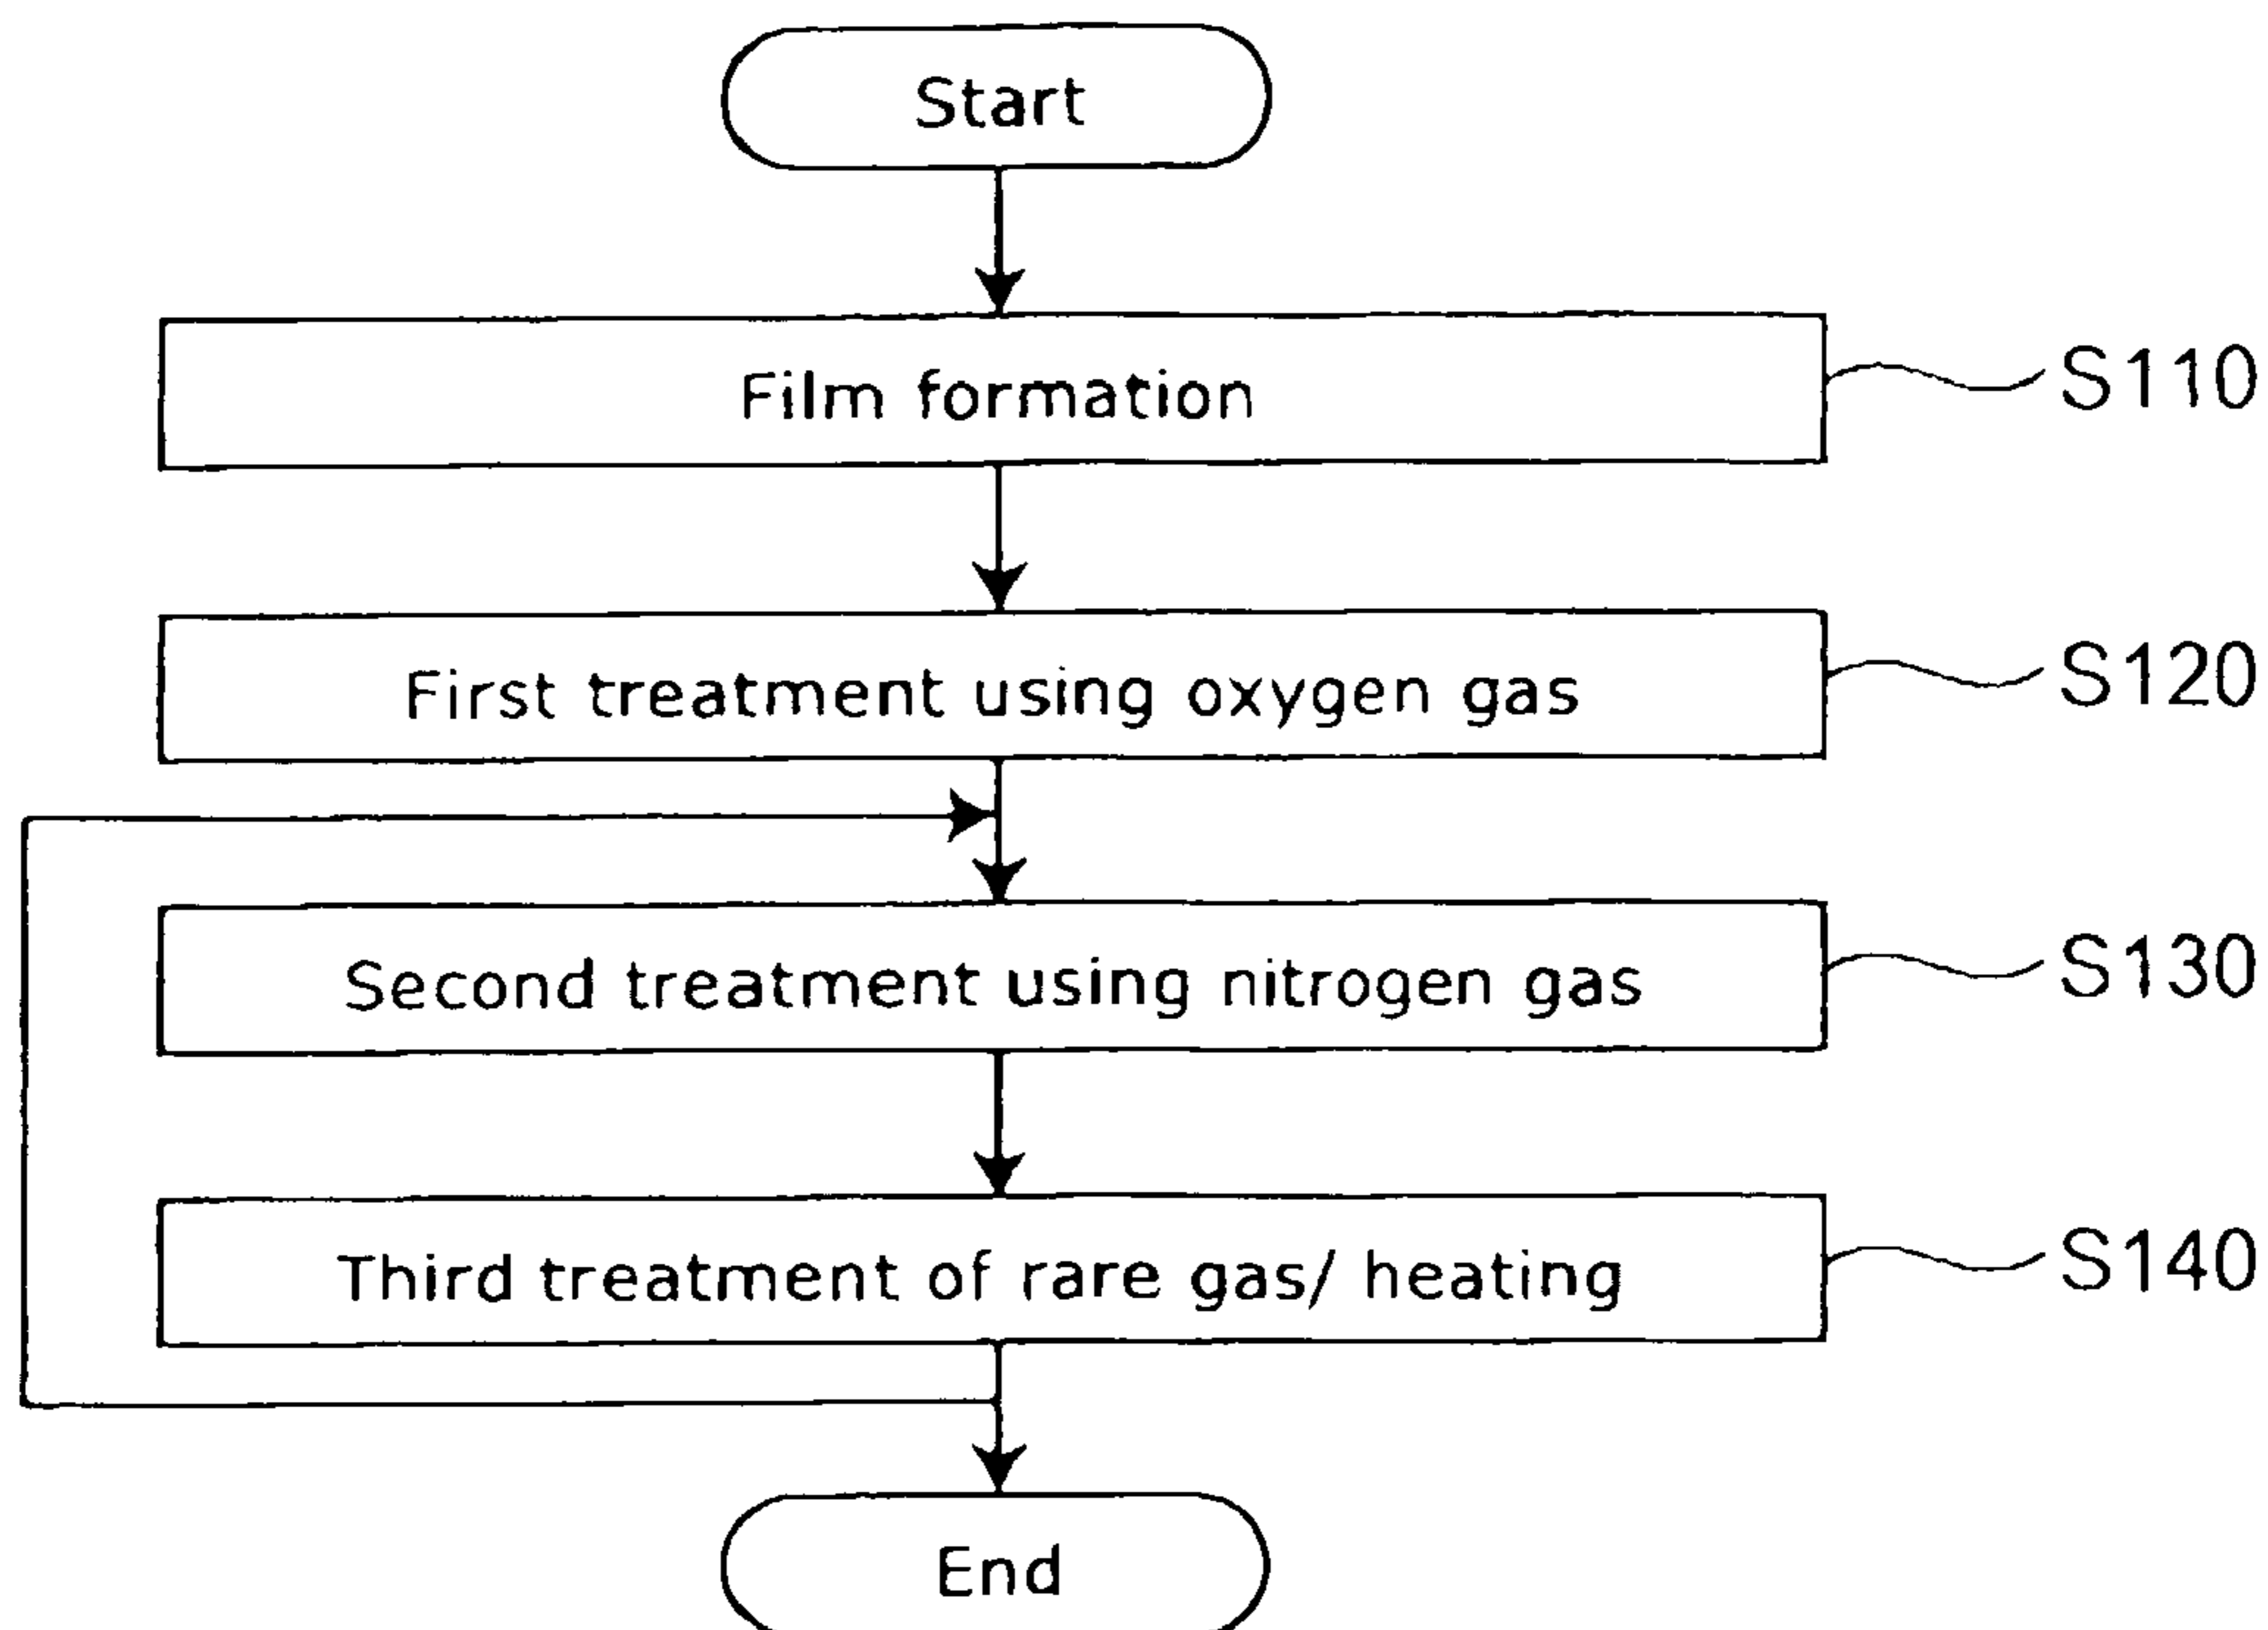 Start
Film formation
S110
First treatment using oxygen gas
S120
Second treatment using nitrogen gas
S130
Third treatment of rare gas/ heating
S140
End